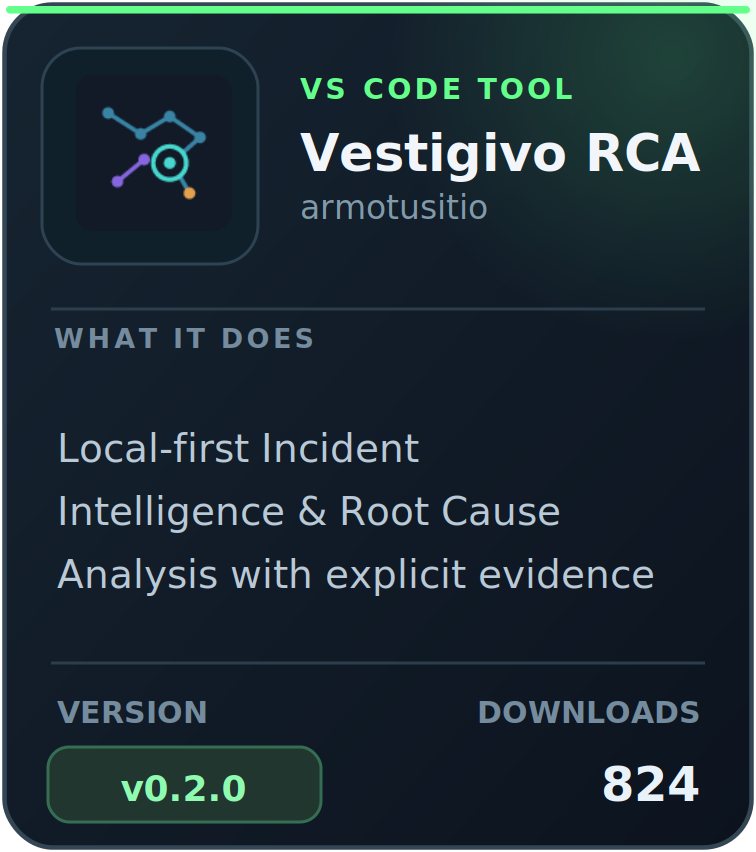 VS CODE TOOL
Vestigivo RCA
armotusitio
WHAT IT DOES
Local-first Incident
Intelligence & Root Cause
Analysis with explicit evidence
VERSION
DOWNLOADS
v0.2.0
824